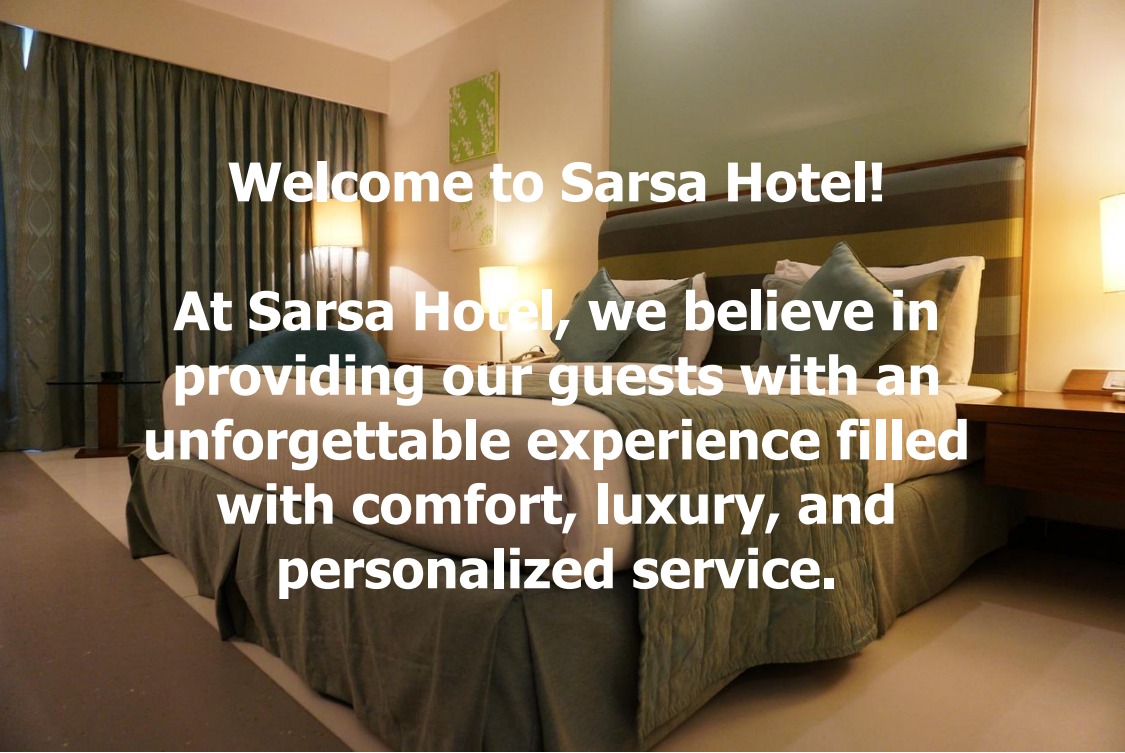 Welcome to Sarsa Hotel!
At Sarsa Hotel, we believe in
providing our guests with an
unforgettable experience filled
with comfort, luxury, and
personalized service.